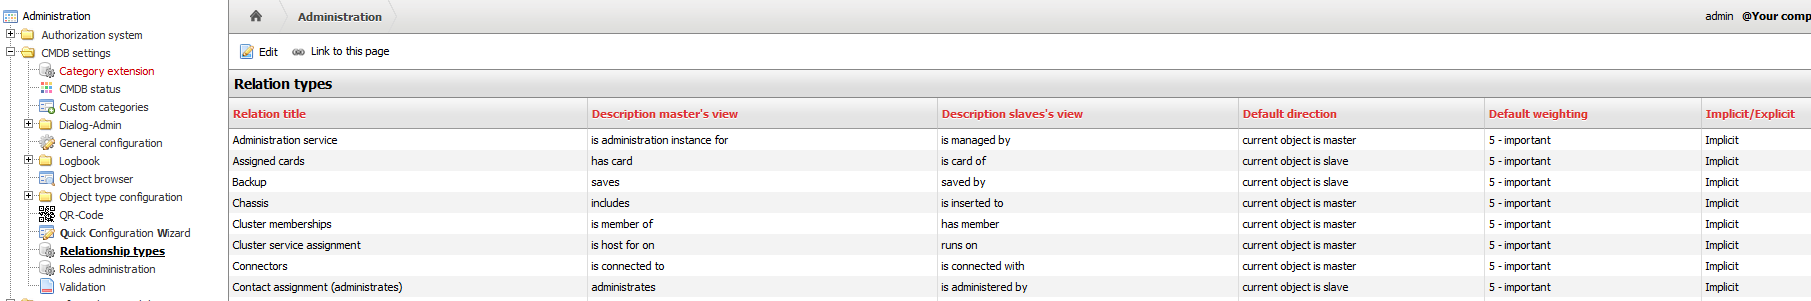 Administration
Authorization system
CMDB settings
Category extension
CMDB status
Custom categories
Dialog-Admin
General configuration
Logbook
Object browser
Object type configuration
QR-Code
Quick Configuration Wizard
Relationship types
Roles administration
Validation
Administration
admin @Your comp
Edit Link to this page
Relation types
Relation title Description master's view Description slaves's view Default direction Default weighting Implicit/Explicit
Administration service is administration instance for is managed by current object is master 5 - important Implicit
Assigned cards has card is card of current object is slave 5 - important Implicit
Backup saves saved by current object is slave 5 - important Implicit
Chassis includes is inserted to current object is master 5 - important Implicit
Cluster memberships is member of has member current object is master 5 - important Implicit
Cluster service assignment is host for on runs on current object is master 5 - important Implicit
Connectors is connected to is connected with current object is master 5 - important Implicit
Contact assignment (administrates) administrates is administered by current object is slave 5 - important Implicit